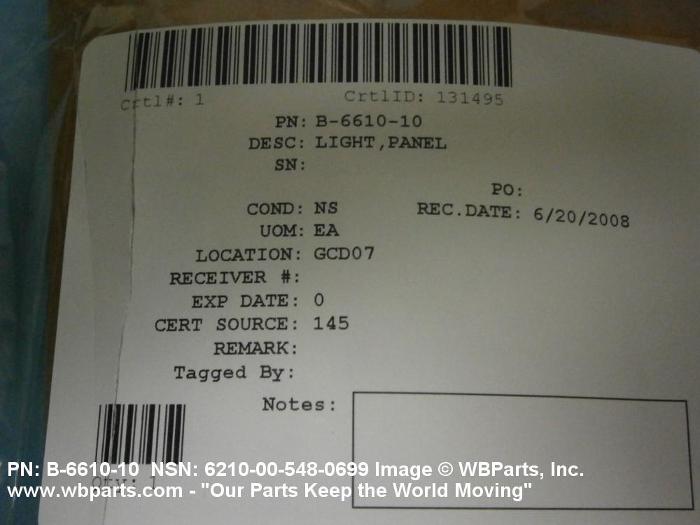 Crtl#: 1 CrtlID: 131495
PN: B-6610-10
DESC: LIGHT,PANEL
SN:
PO:
COND: NS REC.DATE: 6/20/2008
UOM: EA
LOCATION: GCD07
RECEIVER #:
EXP DATE: 0
CERT SOURCE: 145
REMARK:
Tagged By:
Notes:
Qty: 1
PN: B-6610-10 NSN: 6210-00-548-0699 Image © WBParts, Inc.
www.wbparts.com - "Our Parts Keep the World Moving"